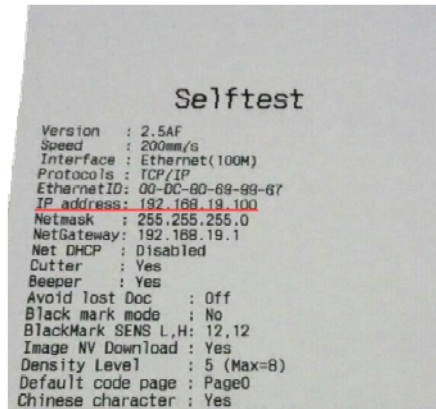 Selftest
Version : 2.5AF
Speed : 200mm/s
Interface : Ethernet(100M)
Protocols : TCP/IP
EthernetID: 00-DC-80-69-99-67
IP address: 192.168.19.100
Netmask : 255.255.255.0
NetGateway: 192.168.19.1
Net DHCP : Disabled
Cutter : Yes
Beeper : Yes
Avoid lost Doc : Off
Black mark mode : No
BlackMark SENS L,H: 12,12
Image NV Download : Yes
Density Level : 5 (Max=8)
Default code page : Page0
Chinese character : Yes